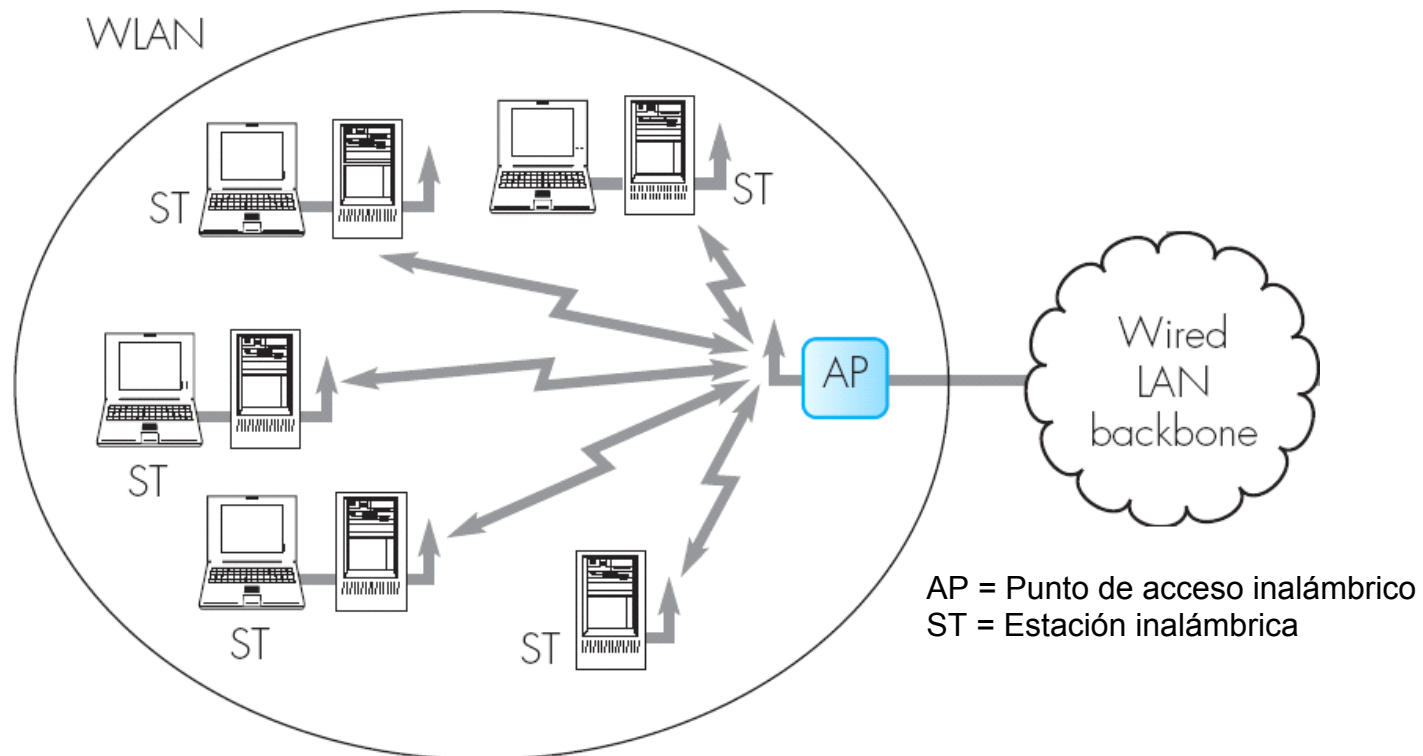 WLAN
ST
ST
ST
ST
ST
AP
Wired
LAN
backbone
AP = Punto de acceso inalámbrico
ST = Estación inalámbrica